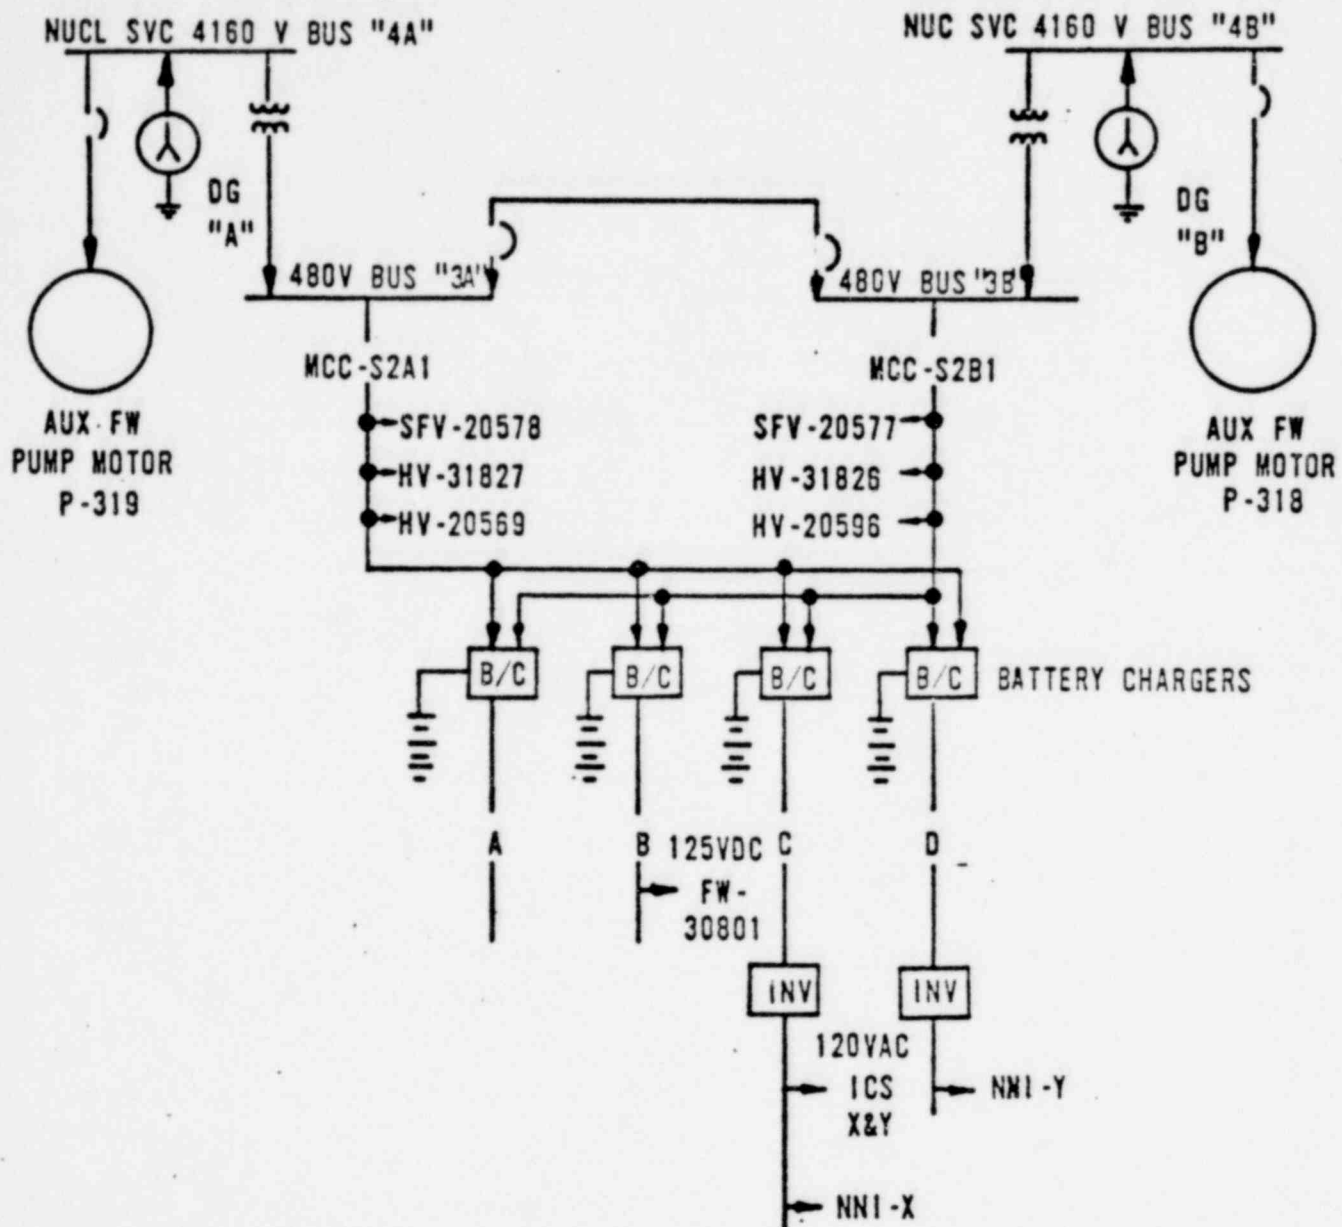 NUCL SVC 4160 V BUS "4A"
NUC SVC 4160 V BUS "4B"
DG
"A"
DG
"B"
480V BUS "3A"
480V BUS "3B"
MCC-S2A1
MCC-S2B1
AUX FW
PUMP MOTOR
P-319
AUX FW
PUMP MOTOR
P-318
SFV-20578
HV-31827
HV-20569
SFV-20577
HV-31826
HV-20596
B/C
B/C
B/C
B/C
BATTERY CHARGERS
A
B
125VDC
C
D
FW-
30801
INV
INV
120VAC
ICS
X&Y
NNI-Y
NNI-X